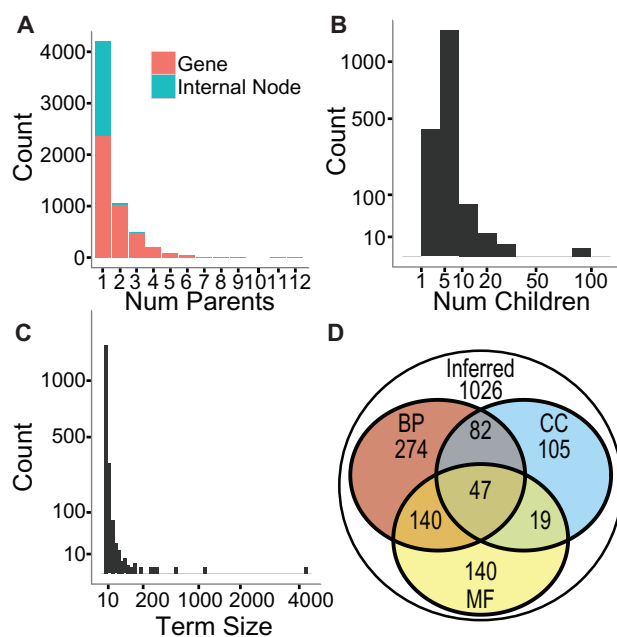 A
Count
4000
3000
2000
1000
0
Gene
Internal Node
1 2 3 4 5 6 7 8 9 10 11 12
Num Parents
B
Count
1000
500
100
10
1 5 10 20 50 100
Num Children
C
Count
1000
500
100
10
10 200 1000 2000 4000
Term Size
D
Inferred
1026
BP
274
82
CC
105
47
140
19
140
MF